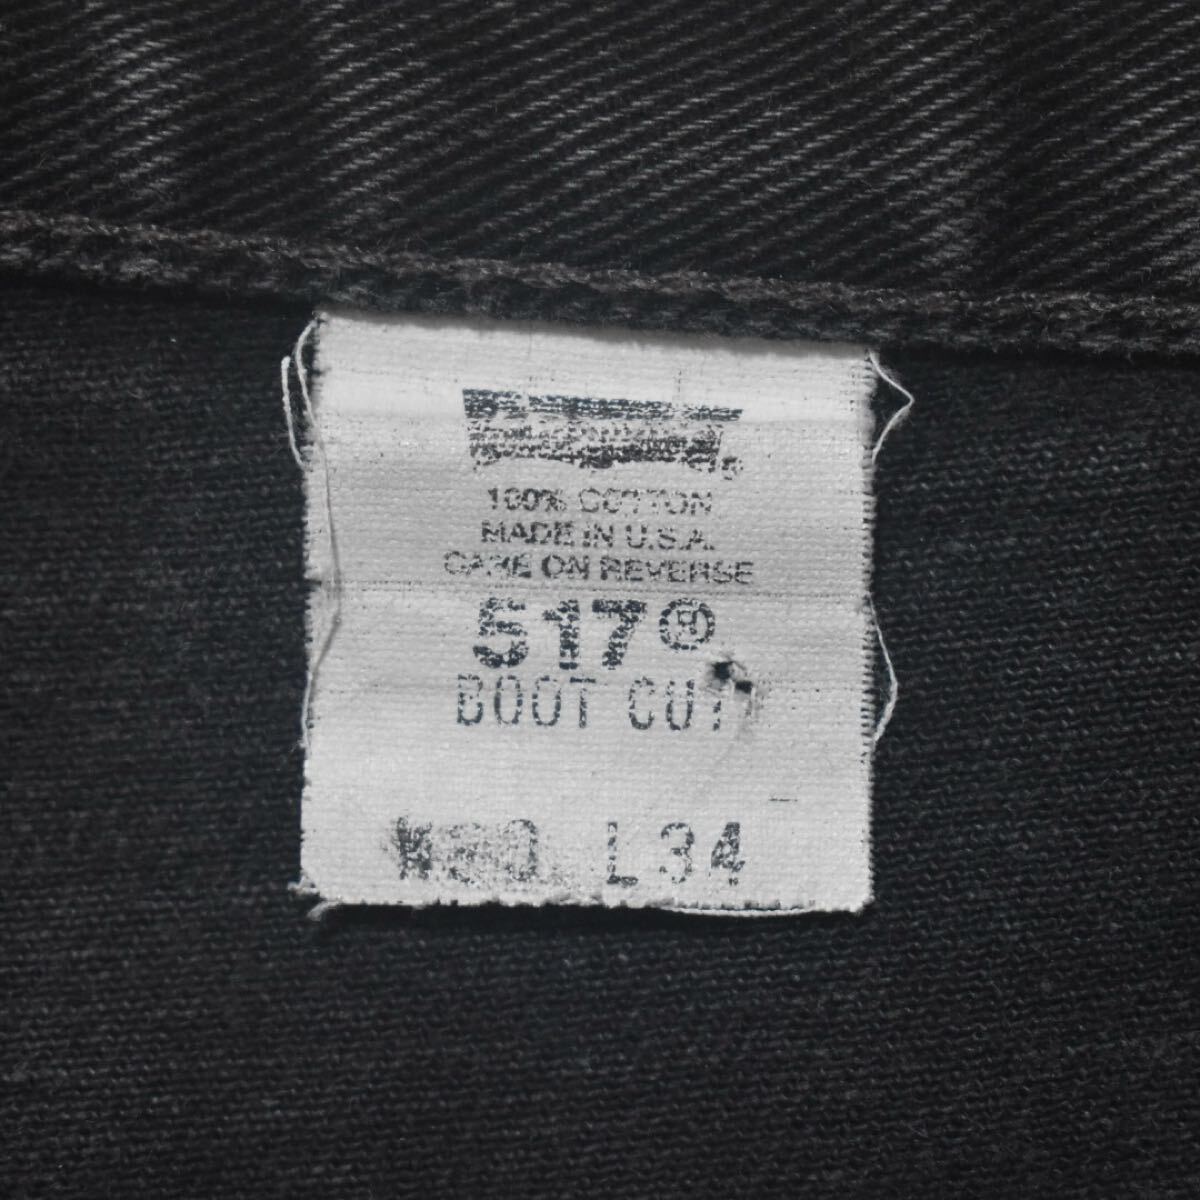 100% COTTON
MADE IN U.S.A.
CARE ON REVERSE
517®
BOOT CUT
L34